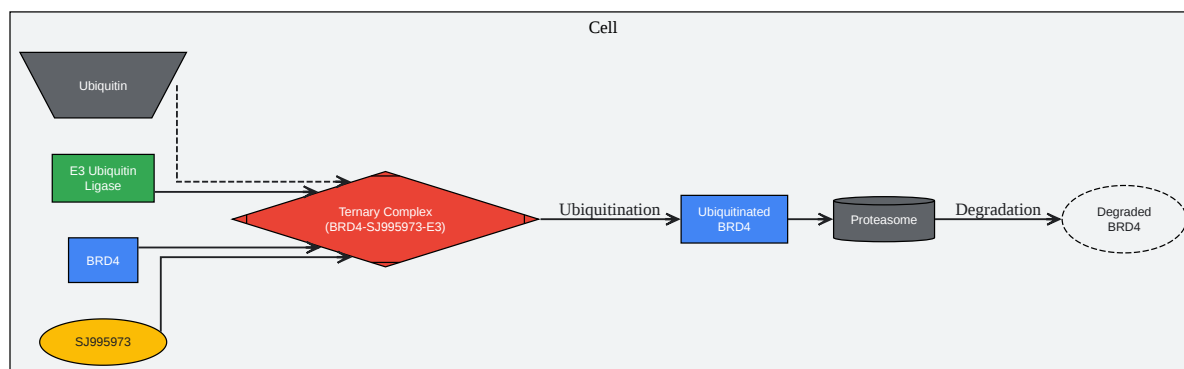 Cell
Ubiquitin
E3 Ubiquitin
Ligase
BRD4
SJ995973
Ternary Complex
(BRD4-SJ995973-E3)
Ubiquitination
Ubiquitinated
BRD4
Proteasome
Degradation
Degraded
BRD4